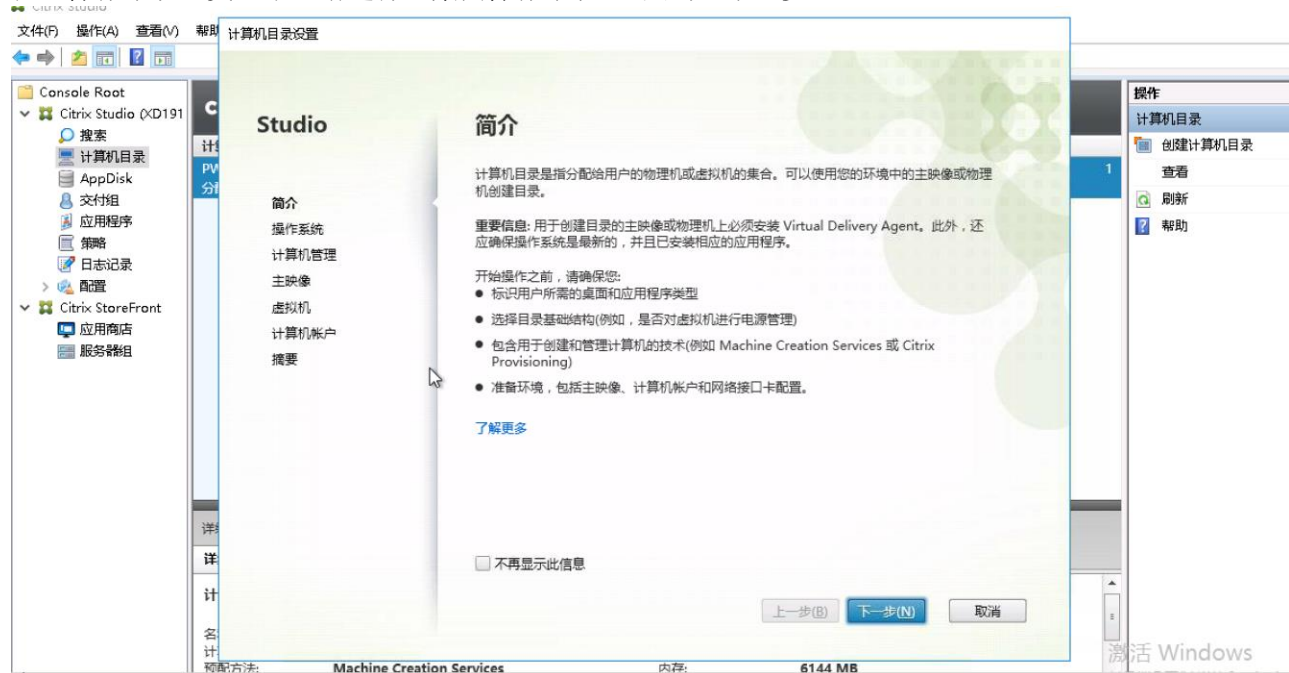 Citrix Studio
文件(F) 操作(A) 查看(V) 帮助
计算机目录设置
Console Root
Citrix Studio (XD191
搜索
计算机目录
AppDisk
交付组
应用程序
策略
日志记录
配置
Citrix StoreFront
应用商店
服务器组
C
计算
PV
分配
1
Studio
简介
操作系统
计算机管理
主映像
虚拟机
计算机帐户
摘要
简介
计算机目录是指分配给用户的物理机或虚拟机的集合。可以使用您的环境中的主映像或物理
机创建目录。
重要信息: 用于创建目录的主映像或物理机上必须安装 Virtual Delivery Agent。此外，还
应确保操作系统是最新的，并且已安装相应的应用程序。
开始操作之前，请确保您:
● 标识用户所需的桌面和应用程序类型
● 选择目录基础结构(例如，是否对虚拟机进行电源管理)
● 包含用于创建和管理计算机的技术(例如 Machine Creation Services 或 Citrix
Provisioning)
● 准备环境，包括主映像、计算机帐户和网络接口卡配置。
了解更多
不再显示此信息
上一步(B) 下一步(N) 取消
操作
计算机目录
创建计算机目录
查看
刷新
帮助
详
计
名
计
预配方法: Machine Creation Services 内存: 6144 MB
激活 Windows